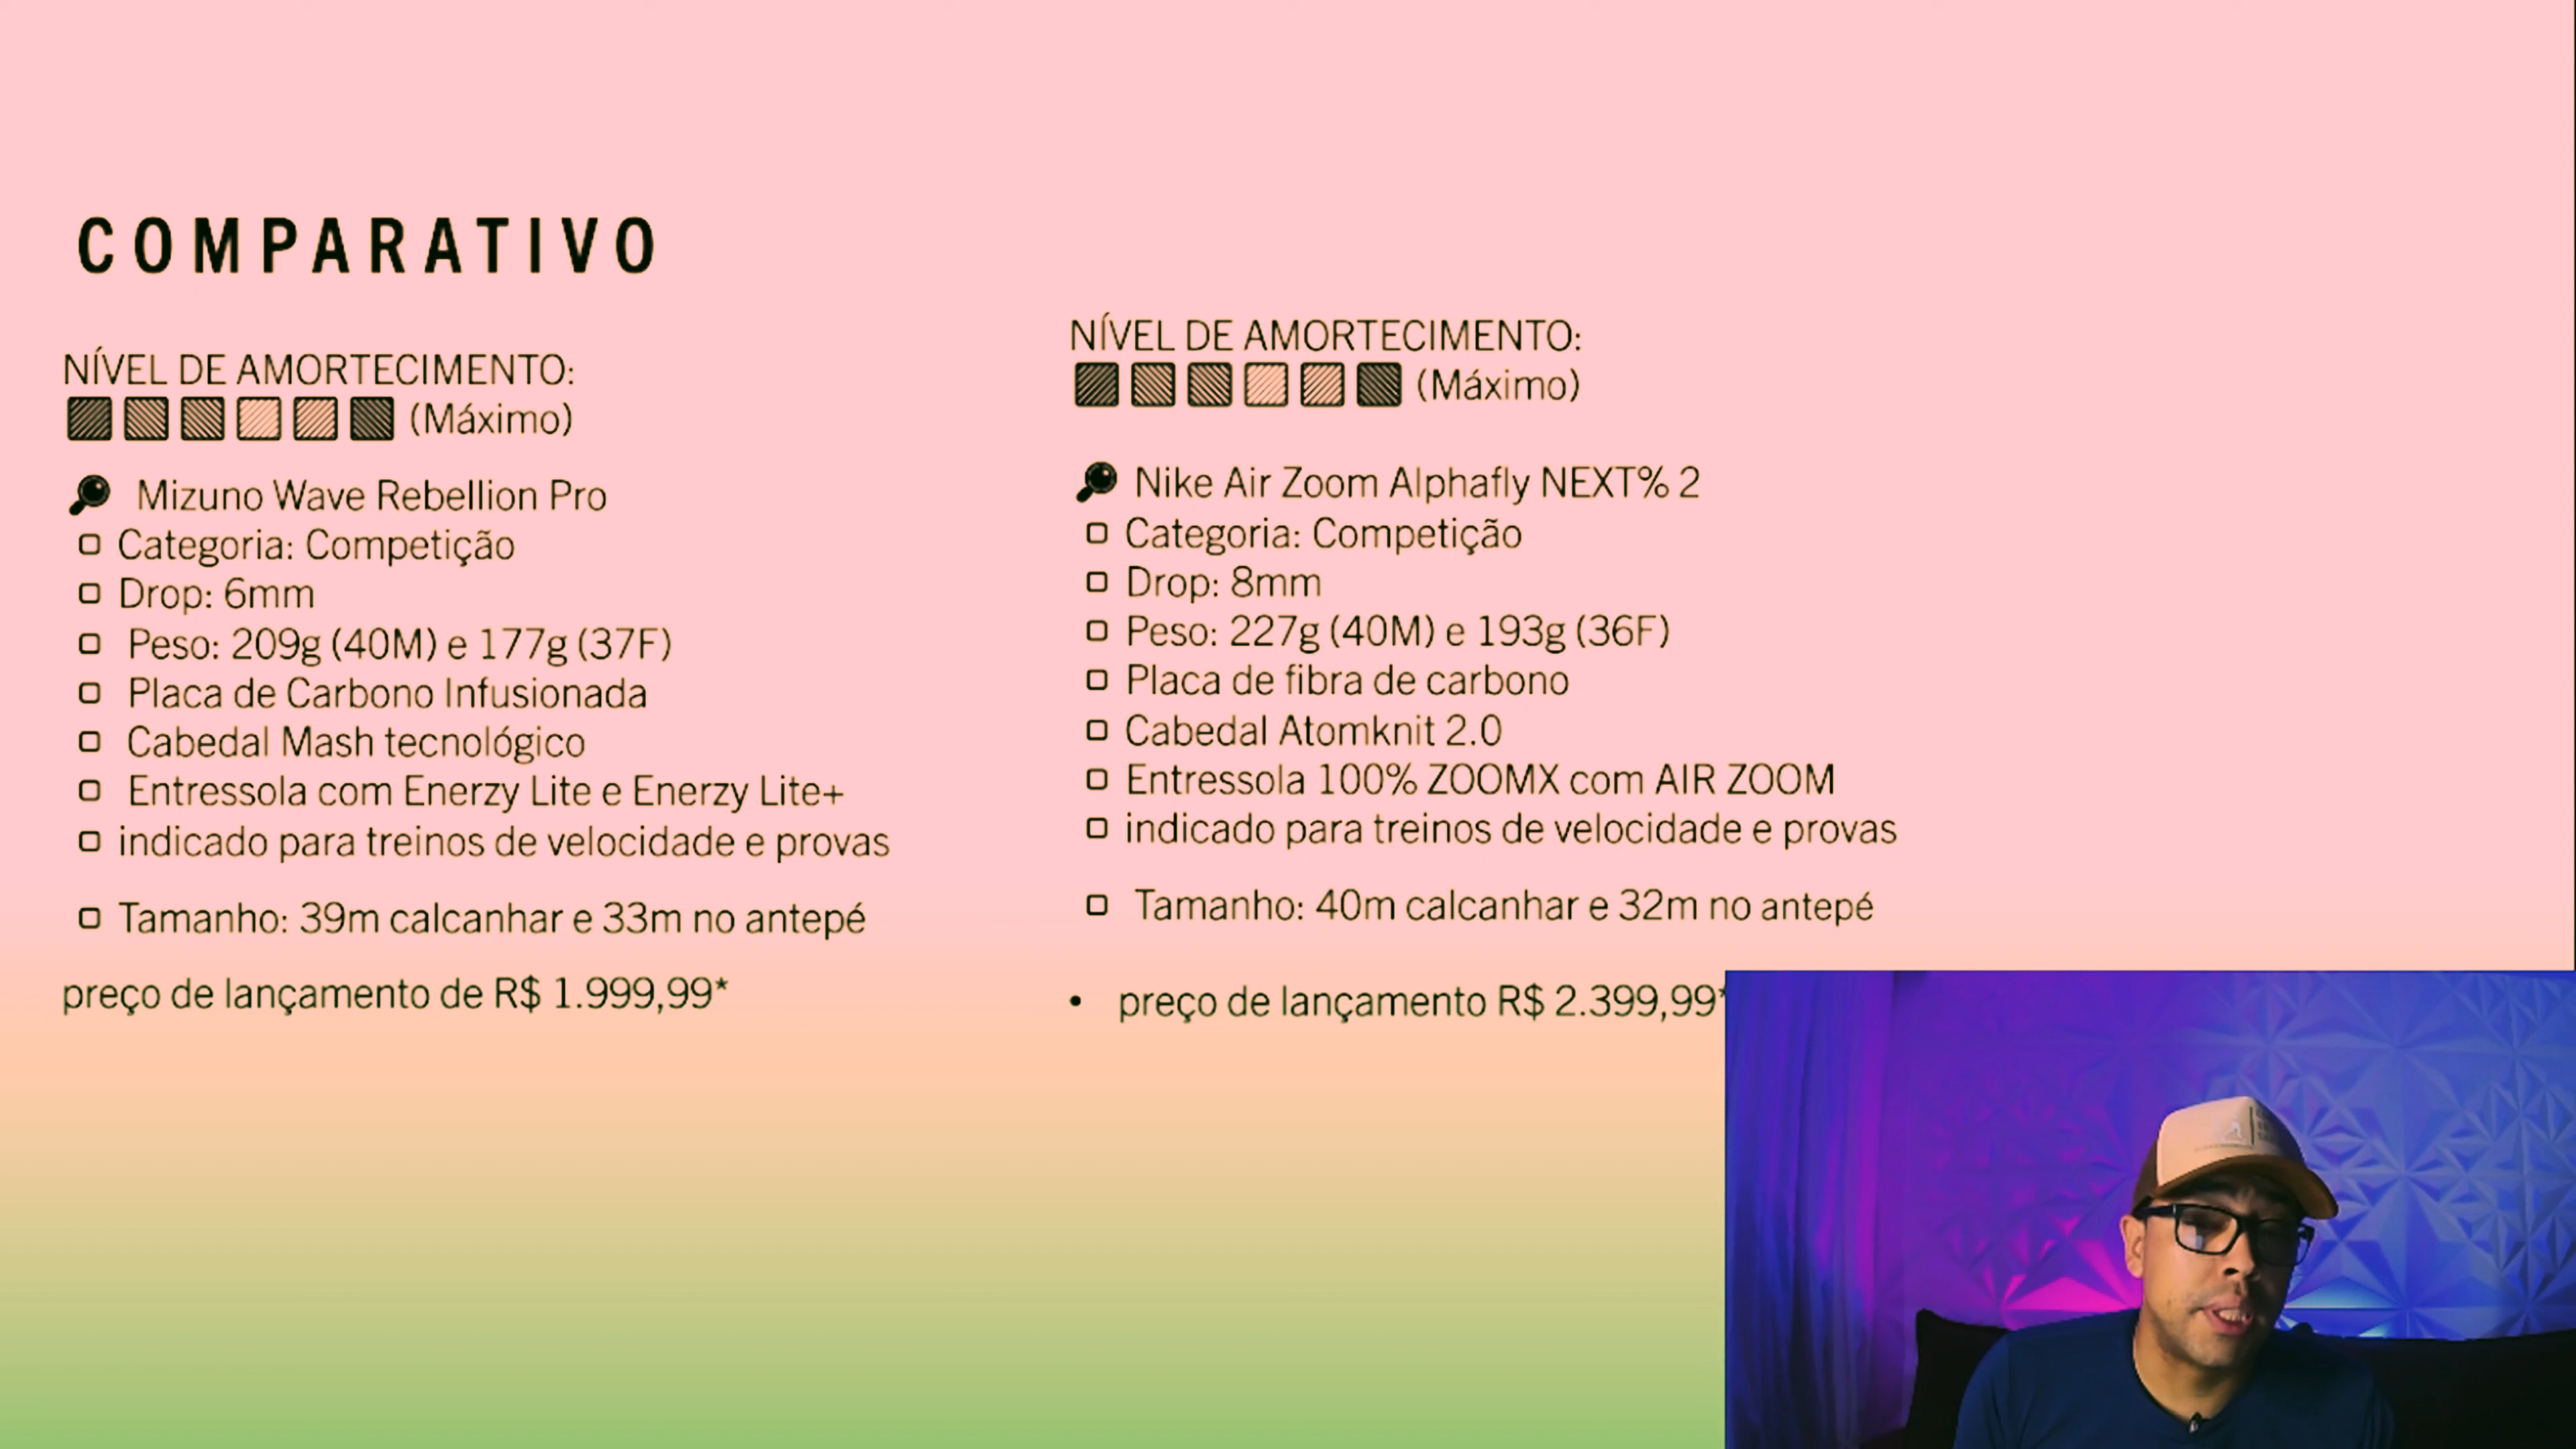 COMPARATIVO
NÍVEL DE AMORTECIMENTO:
(Máximo)
Mizuno Wave Rebellion Pro
Categoria: Competição
Drop: 6mm
Peso: 209g (40M) e 177g (37F)
Placa de Carbono Infusionada
Cabedal Mash tecnológico
Entressola com Enerzy Lite e Enerzy Lite+
indicado para treinos de velocidade e provas
Tamanho: 39m calcanhar e 33m no antepé
preço de lançamento de R$ 1.999,99*
NÍVEL DE AMORTECIMENTO:
(Máximo)
Nike Air Zoom Alphafly NEXT% 2
Categoria: Competição
Drop: 8mm
Peso: 227g (40M) e 193g (36F)
Placa de fibra de carbono
Cabedal Atomknit 2.0
Entressola 100% ZOOMX com AIR ZOOM
indicado para treinos de velocidade e provas
Tamanho: 40m calcanhar e 32m no antepé
• preço de lançamento R$ 2.399,99*